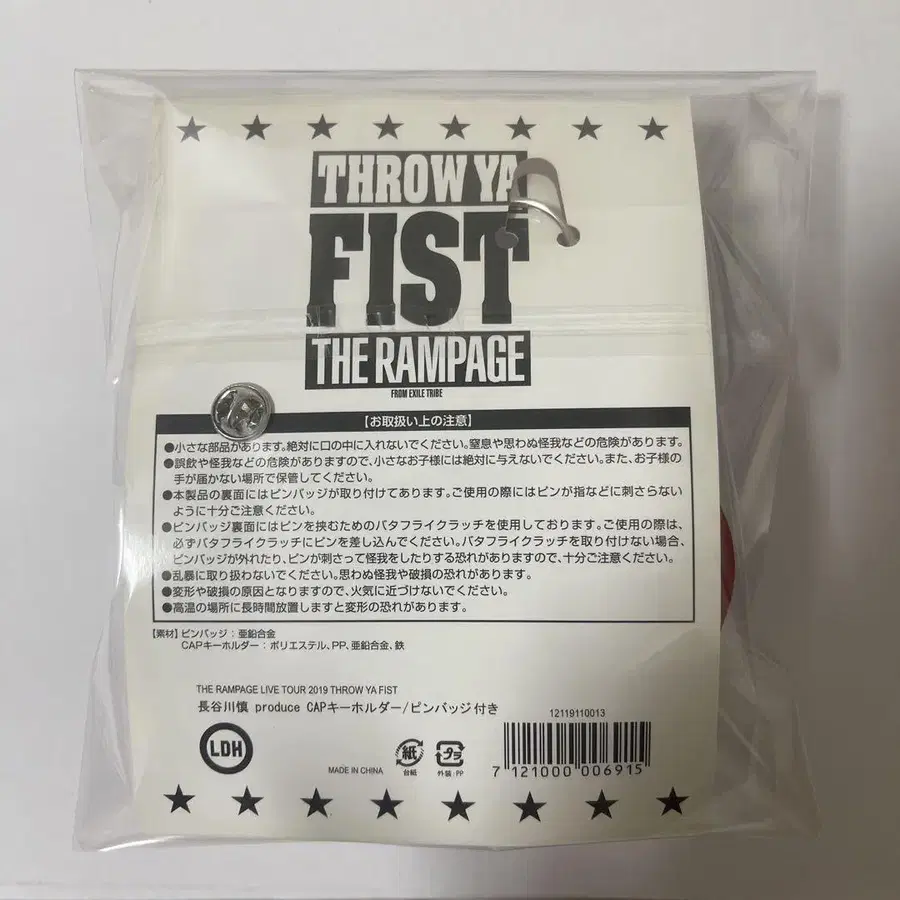 THROW YA
FIST
THE RAMPAGE
FROM EXILE TRIBE
【お取扱い上の注意】
●小さな部品があります。絶対に口の中に入れないでください。窒息や思わぬ怪我などの危険があります。
●誤飲や怪我などの危険がありますので、小さなお子様には絶対に与えないでください。また、お子様の
手が届かない場所で保管してください。
●本製品の裏面にはピンバッジが取り付けてあります。ご使用の際にはピンが指などに刺さらない
ように十分ご注意ください。
●ピンバッジ裏面にはピンを挟むためのバタフライクラッチを使用しております。ご使用の際は、
必ずバタフライクラッチにピンを差し込んでください。バタフライクラッチを取り付けない場合、
ピンバッジが外れたり、ピンが刺さって怪我をしたりする恐れがありますので、十分ご注意ください。
●乱暴に取り扱わないでください。思わぬ怪我や破損の恐れがあります。
●変形や破損の原因となりますので、火気に近づけないでください。
●高温の場所に長時間放置しますと変形の恐れがあります。
【素材】ピンバッジ：亜鉛合金
CAPキーホルダー：ポリエステル、PP、亜鉛合金、鉄
THE RAMPAGE LIVE TOUR 2019 THROW YA FIST
長谷川慎 produce CAPキーホルダー/ピンバッジ付き
12119110013
LDH
MADE IN CHINA
紙
台紙
プラ
外装:PP
7 121000 006915